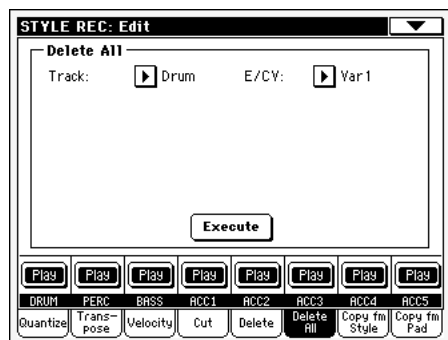 STYLE REC: Edit
Delete All
Track: Drum E/CV: Var1
Execute
Play Play Play Play Play Play Play Play
DRUM PERC BASS ACC1 ACC2 ACC3 ACC4 ACC5
Quantize Trans-pose Velocity Cut Delete Delete All Copy fm Style Copy fm Pad